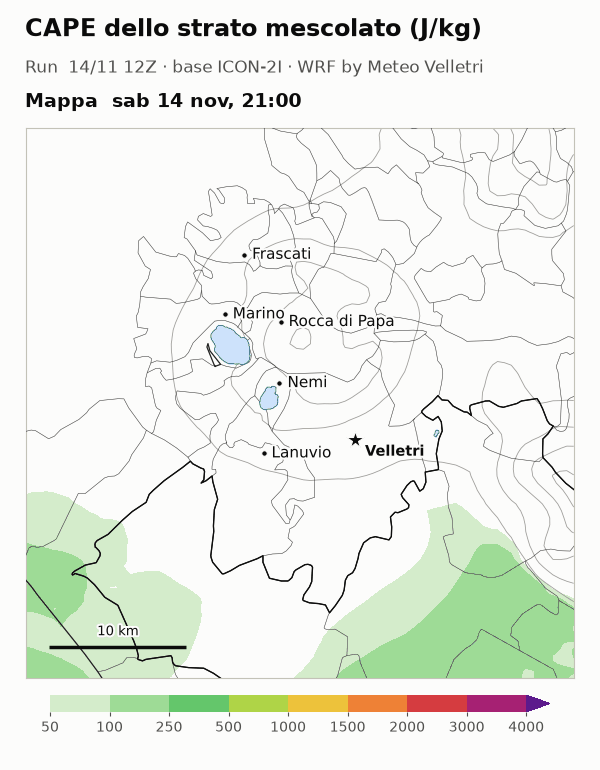 CAPE dello strato mescolato (J/kg)
Run  14/11 12Z · base ICON-2I · WRF by Meteo Velletri
Mappa  sab 14 nov, 21:00
Frascati
Marino
Rocca di Papa
Nemi
Velletri
Lanuvio
10 km
50 100 250 500 1000 1500 2000 3000 4000